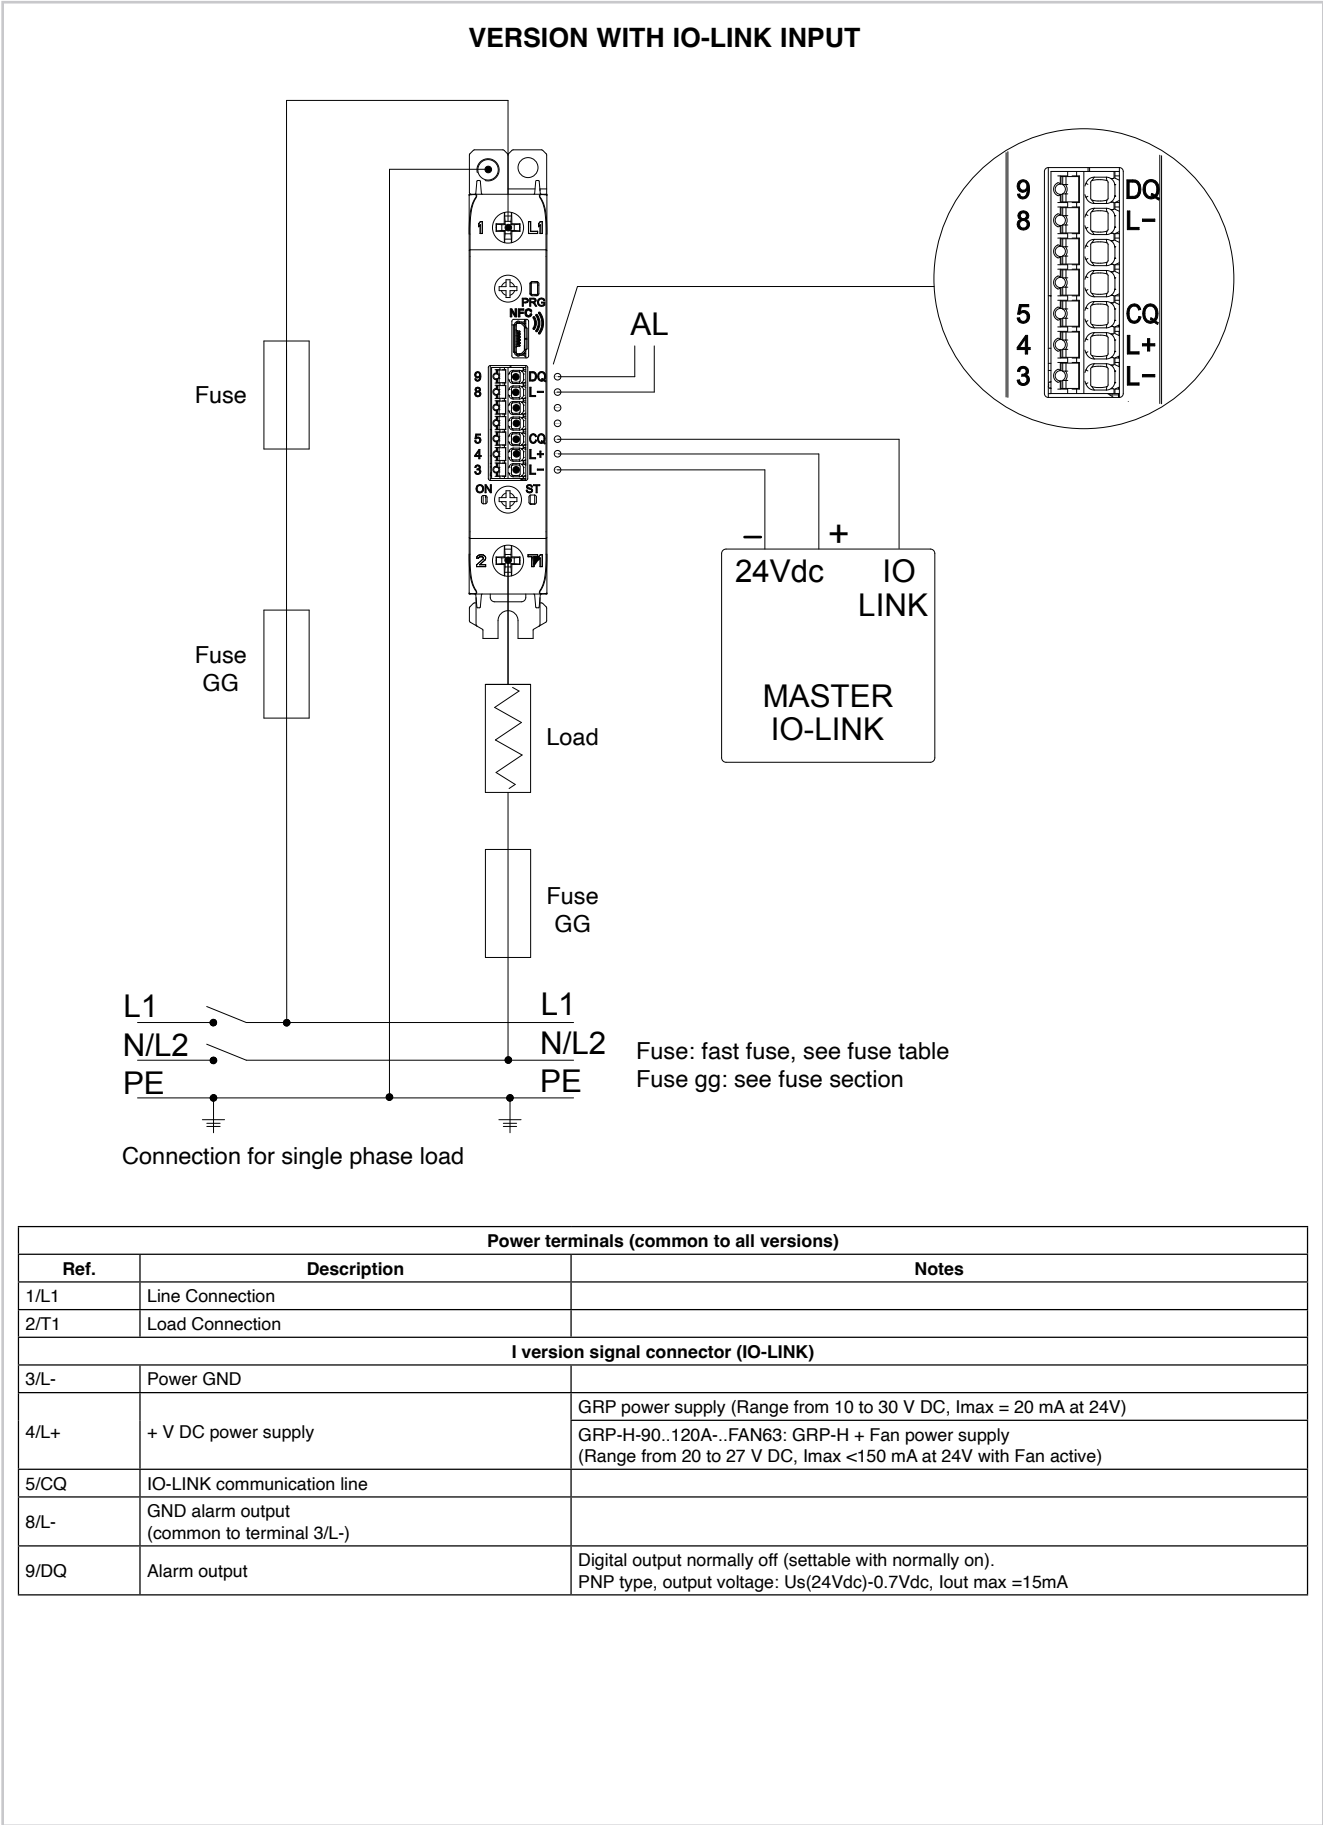 VERSION WITH IO-LINK INPUT
9 DQ
8 L-
5 CQ
4 L+
3 L-
1 L1
PRG
NFC
AL
9 DQ
8 L-
5 CQ
4 L+
3 L-
ON ST
2 T1
Fuse
Fuse
GG
- +
24Vdc IO
LINK
MASTER
IO-LINK
Load
Fuse
GG
L1 L1
N/L2 N/L2
PE PE
Fuse: fast fuse, see fuse table
Fuse gg: see fuse section
Connection for single phase load
Power terminals (common to all versions)
Ref. Description Notes
1/L1 Line Connection
2/T1 Load Connection
I version signal connector (IO-LINK)
3/L- Power GND
4/L+ + V DC power supply GRP power supply (Range from 10 to 30 V DC, Imax = 20 mA at 24V)
GRP-H-90..120A-..FAN63: GRP-H + Fan power supply
(Range from 20 to 27 V DC, Imax <150 mA at 24V with Fan active)
5/CQ IO-LINK communication line
8/L- GND alarm output
(common to terminal 3/L-)
9/DQ Alarm output Digital output normally off (settable with normally on).
PNP type, output voltage: Us(24Vdc)-0.7Vdc, Iout max =15mA